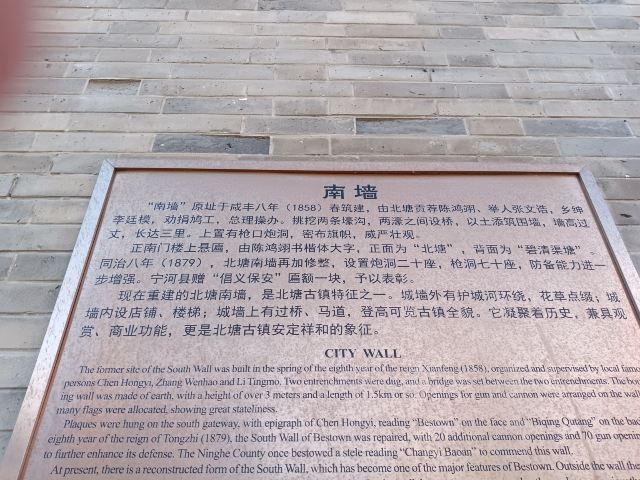 南墙
“南墙”原址于咸丰八年（1858）春筑建，由北塘贡荐陈鸿翊、举人张文浩，乡绅
李廷模，劝捐鸠工，总理操办。挑挖两条壕沟，两濠之间设桥，以土添筑围墙，墙高过
丈，长达三里。上置有枪口炮洞，密布旗帜，威严壮观。
正南门楼上悬匾，由陈鸿翊书楷体大字，正面为“北塘”，背面为“碧清渠塘”。
同治八年（1879），北塘南墙再加修整，设置炮洞二十座，枪洞七十座，防备能力进一
步增强。宁河县赠“倡义保安”匾额一块，予以表彰。
现在重建的北塘南墙，是北塘古镇特征之一。城墙外有护城河环绕，花草点缀；城
墙内设店铺、楼梯；城墙上有过桥、马道，登高可览古镇全貌。它凝聚着历史，兼具观
赏、商业功能，更是北塘古镇安定祥和的象征。
CITY WALL
The former site of the South Wall was built in the spring of the eighth year of the reign Xianfeng (1858), organized and supervised by local famo
persons Chen Hongyi, Zhang Wenhao and Li Tingmo. Two entrenchments were dug, and a bridge was set between the two entrenchments. The bo
ing wall was made of earth, with a height of over 3 meters and a length of 1.5km or so. Openings for gun and cannon were arranged on the wall
many flags were allocated, showing great stateliness.
Plaques were hung on the south gateway, with epigraph of Chen Hongyi, reading “Bestown” on the face and “Biqing Qutang” on the bac
eighth year of the reign of Tongzhi (1879), the South Wall of Bestown was repaired, with 20 additional cannon openings and 70 gun openi
to further enhance its defense. The Ninghe County once bestowed a stele reading “Changyi Baoan” to commend this wall.
At present, there is a reconstructed form of the South Wall, which has become one of the major features of Bestown. Outside the wall the